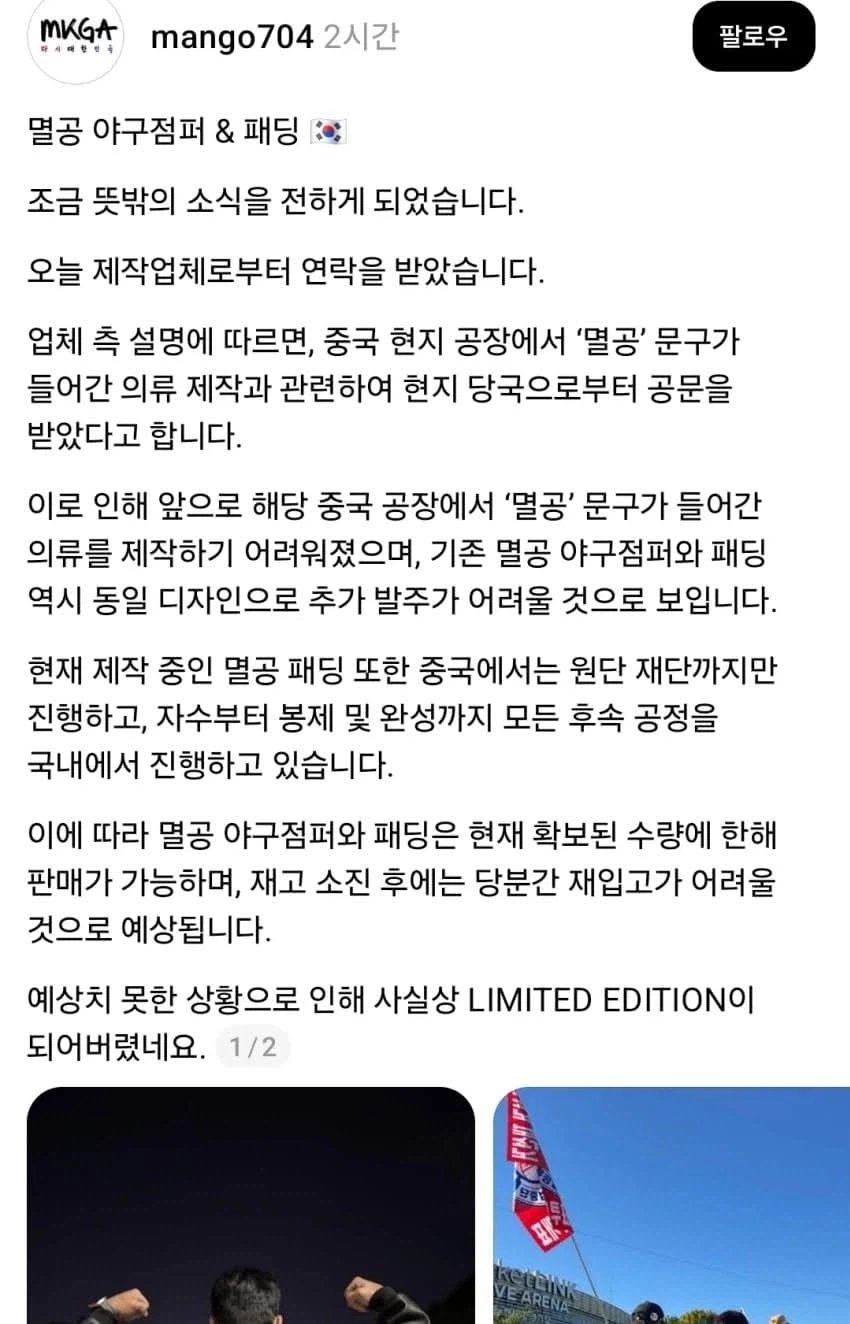 MKGA
다시대한민국
mango704 2시간
팔로우
멸공 야구점퍼 & 패딩 🇰🇷
조금 뜻밖의 소식을 전하게 되었습니다.
오늘 제작업체로부터 연락을 받았습니다.
업체 측 설명에 따르면, 중국 현지 공장에서 ‘멸공’ 문구가
들어간 의류 제작과 관련하여 현지 당국으로부터 공문을
받았다고 합니다.
이로 인해 앞으로 해당 중국 공장에서 ‘멸공’ 문구가 들어간
의류를 제작하기 어려워졌으며, 기존 멸공 야구점퍼와 패딩
역시 동일 디자인으로 추가 발주가 어려울 것으로 보입니다.
현재 제작 중인 멸공 패딩 또한 중국에서는 원단 재단까지만
진행하고, 자수부터 봉제 및 완성까지 모든 후속 공정을
국내에서 진행하고 있습니다.
이에 따라 멸공 야구점퍼와 패딩은 현재 확보된 수량에 한해
판매가 가능하며, 재고 소진 후에는 당분간 재입고가 어려울
것으로 예상됩니다.
예상치 못한 상황으로 인해 사실상 LIMITED EDITION이
되어버렸네요. 1/2